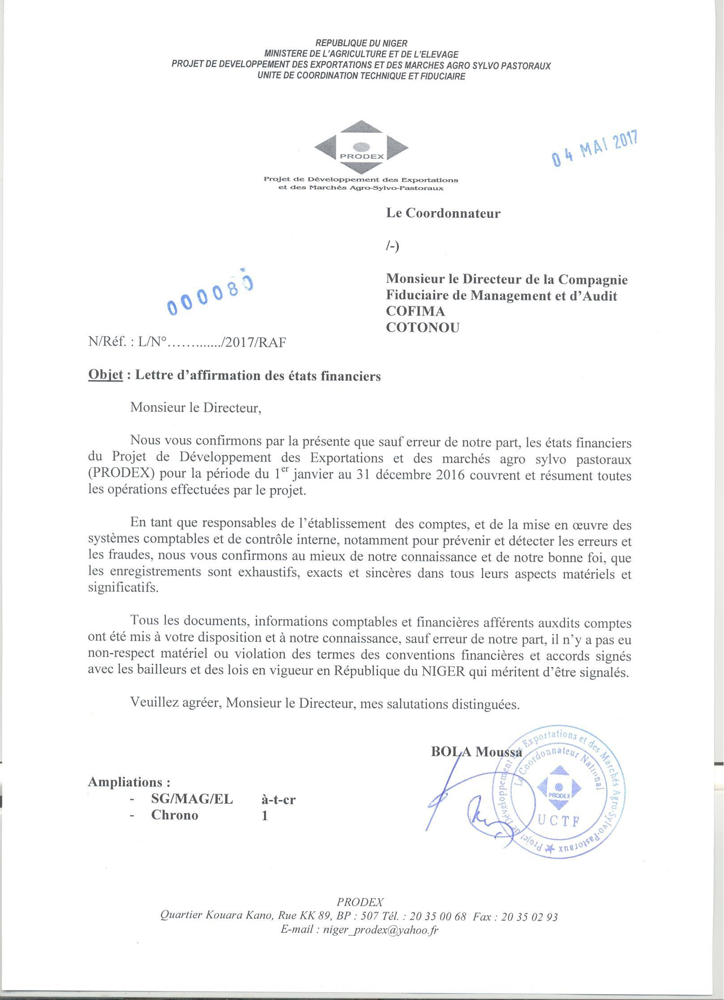 REPUBLIQUE DU NIGER
MINISTERE DE L'AGRICULTURE ET DE L'ELEVAGE
PROJET DE DEVELOPPEMENT DES EXPORTATIONS ET DES MARCHES AGRO SYLVO PASTORAUX
UNITE DE COORDINATION TECHNIQUE ET FIDUCIAIRE
PRODEX
Projet de Développement des Exportations
et des Marchés Agro-Sylvo-Pastoraux
04 MAI 2017
Le Coordonnateur
/-)
Monsieur le Directeur de la Compagnie
Fiduciaire de Management et d’Audit
COFIMA
COTONOU
000080
N/Réf. : L/N°…….……/2017/RAF
Objet : Lettre d’affirmation des états financiers
Monsieur le Directeur,
Nous vous confirmons par la présente que sauf erreur de notre part, les états financiers
du Projet de Développement des Exportations et des marchés agro sylvo pastoraux
(PRODEX) pour la période du 1er janvier au 31 décembre 2016 couvrent et résument toutes
les opérations effectuées par le projet.
En tant que responsables de l’établissement des comptes, et de la mise en œuvre des
systèmes comptables et de contrôle interne, notamment pour prévenir et détecter les erreurs et
les fraudes, nous vous confirmons au mieux de notre connaissance et de notre bonne foi, que
les enregistrements sont exhaustifs, exacts et sincères dans tous leurs aspects matériels et
significatifs.
Tous les documents, informations comptables et financières afférents auxdits comptes
ont été mis à votre disposition et à notre connaissance, sauf erreur de notre part, il n’y a pas eu
non-respect matériel ou violation des termes des conventions financières et accords signés
avec les bailleurs et des lois en vigueur en République du NIGER qui méritent d’être signalés.
Veuillez agréer, Monsieur le Directeur, mes salutations distinguées.
BOLA Moussa
Projet de Développement des Exportations et des Marchés Agro-Sylvo-Pastoraux
Le Coordonnateur National
PRODEX
UCTF
Ampliations :
- SG/MAG/EL à-t-cr
- Chrono 1
PRODEX
Quartier Kouara Kano, Rue KK 89, BP : 507 Tél. : 20 35 00 68 Fax : 20 35 02 93
E-mail : niger_prodex@yahoo.fr